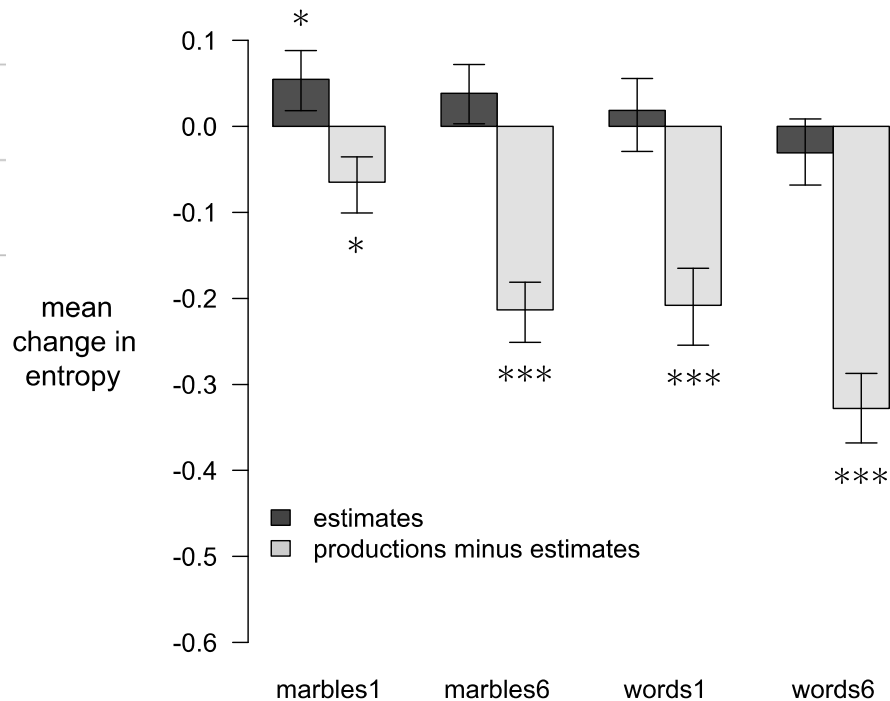 *
0.1
0.0
-0.1
*
-0.2
mean
change in
entropy
-0.3
***
***
-0.4
***
estimates
productions minus estimates
-0.5
-0.6
marbles1 marbles6 words1 words6